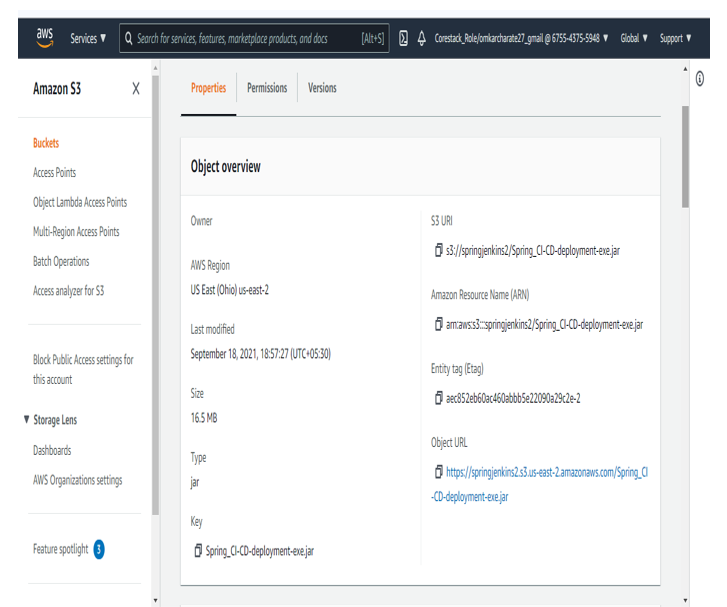 aws Services ▼ Search for services, features, marketplace products, and docs [Alt+S] Corestack_Role/omkarcharate27_gmail @ 6755-4375-5948 ▼ Global ▼ Support ▼
Amazon S3
Buckets
Access Points
Object Lambda Access Points
Multi-Region Access Points
Batch Operations
Access analyzer for S3
Block Public Access settings for
this account
▼ Storage Lens
Dashboards
AWS Organizations settings
Feature spotlight 3
Properties Permissions Versions
Object overview
Owner
AWS Region
US East (Ohio) us-east-2
Last modified
September 18, 2021, 18:57:27 (UTC+05:30)
Size
16.5 MB
Type
jar
Key
Spring_CI-CD-deployment-exe.jar
S3 URI
s3://springjenkins2/Spring_CI-CD-deployment-exe.jar
Amazon Resource Name (ARN)
arn:aws:s3:::springjenkins2/Spring_CI-CD-deployment-exe.jar
Entity tag (Etag)
aec852eb60ac460abbb5e22090a29c2e-2
Object URL
https://springjenkins2.s3.us-east-2.amazonaws.com/Spring_CI
-CD-deployment-exe.jar